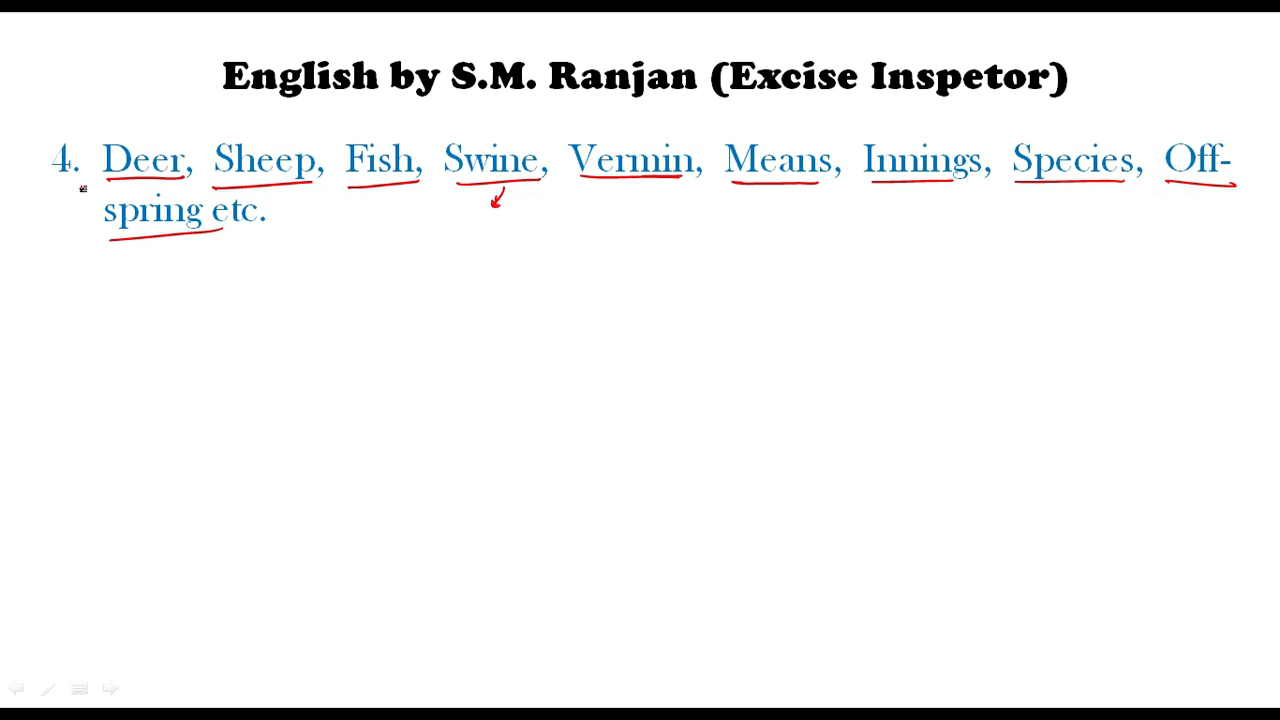 English by S.M. Ranjan (Excise Inspetor)
4. Deer, Sheep, Fish, Swine, Vermin, Means, Innings, Species, Off-
spring etc.